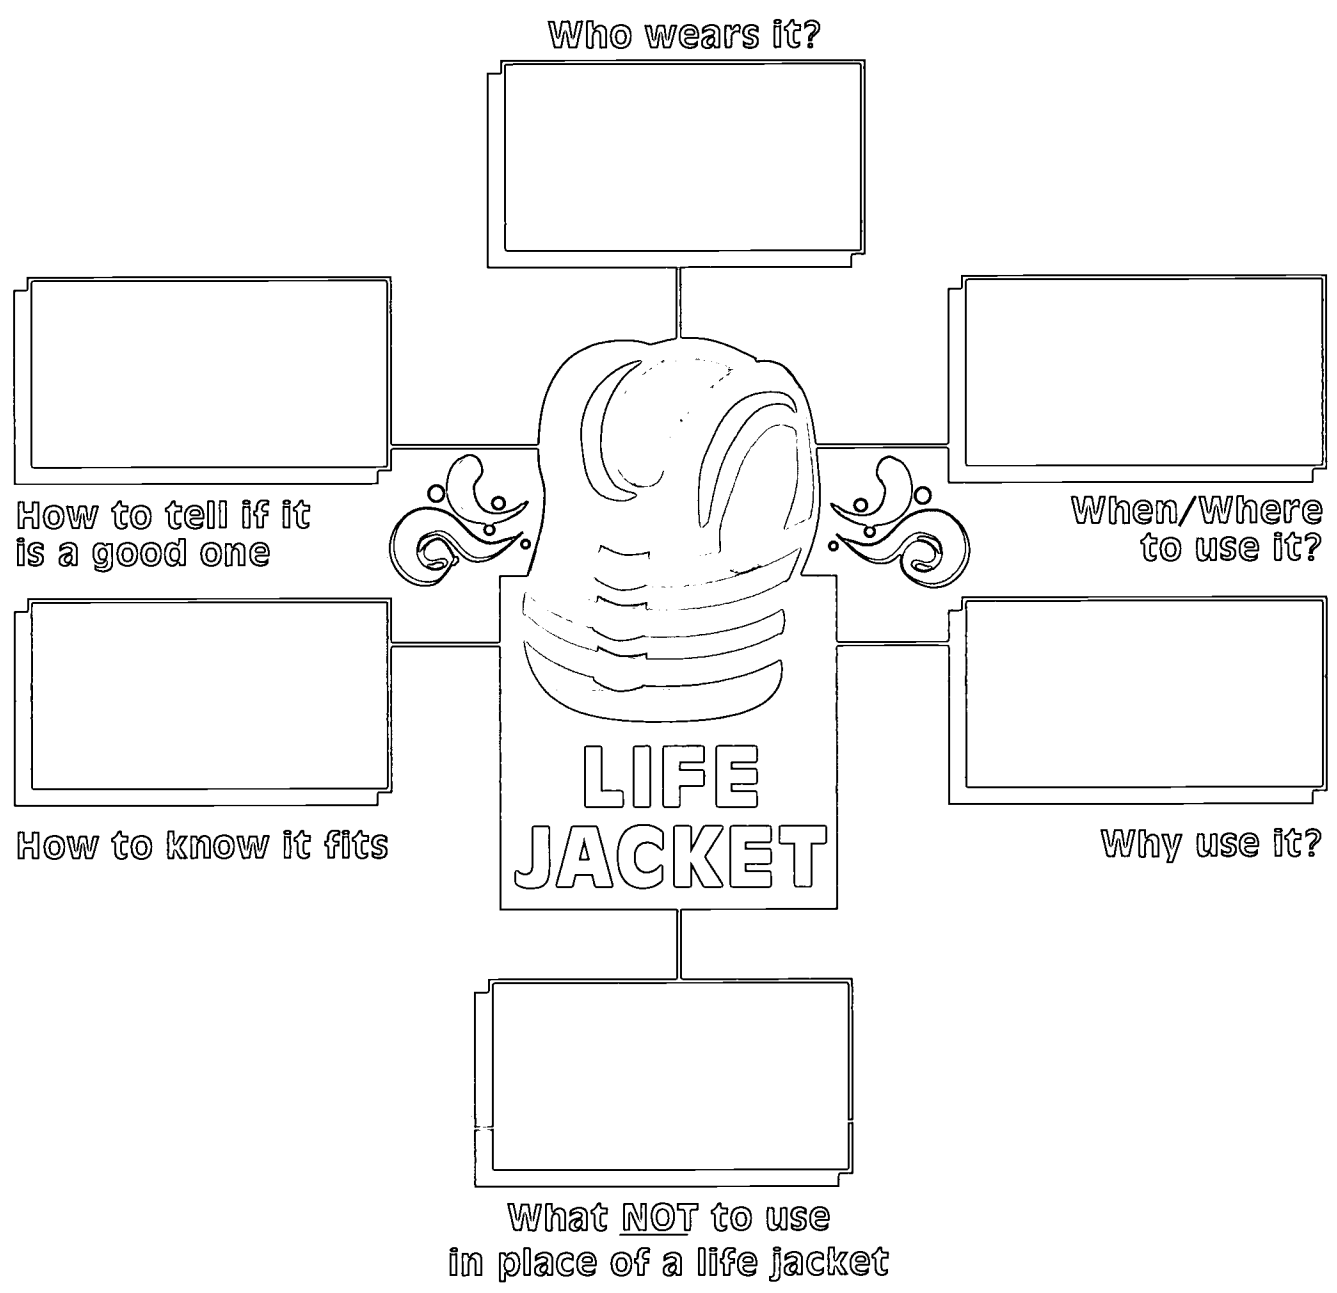 Who wears it?
How to tell if it
is a good one
When/Where
to use it?
LIFE
JACKET
How to know it fits
Why use it?
What NOT to use
in place of a life jacket